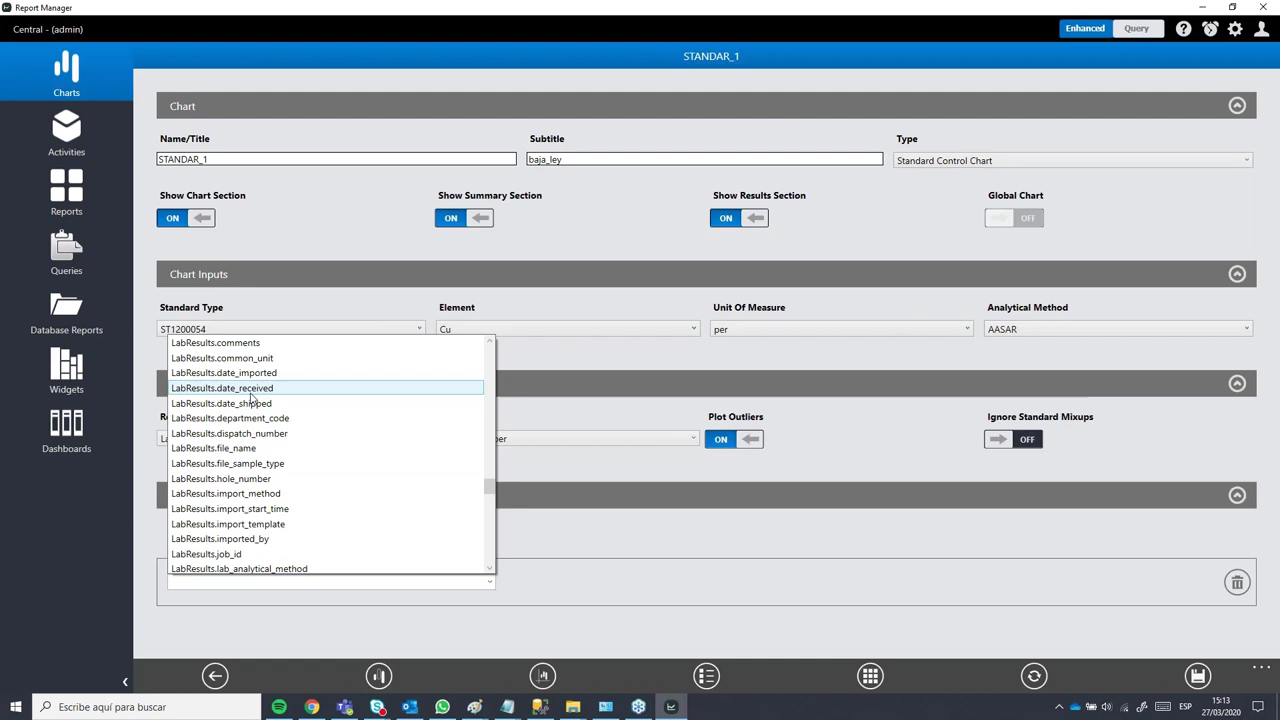 Report Manager
Central - (admin)
Enhanced
Query
STANDAR_1
Charts
Activities
Reports
Queries
Database Reports
Widgets
Dashboards
Chart
Name/Title
Subtitle
Type
STANDAR_1
baja_ley
Standard Control Chart
Show Chart Section
Show Summary Section
Show Results Section
Global Chart
ON
ON
ON
OFF
Chart Inputs
Standard Type
Element
Unit Of Measure
Analytical Method
ST1200054
Cu
per
AASAR
LabResults.comments
LabResults.common_unit
LabResults.date_imported
LabResults.date_received
LabResults.date_shipped
LabResults.department_code
LabResults.dispatch_number
LabResults.file_name
LabResults.file_sample_type
LabResults.hole_number
LabResults.import_method
LabResults.import_start_time
LabResults.import_template
LabResults.imported_by
LabResults.job_id
LabResults.lab_analytical_method
Plot Outliers
Ignore Standard Mixups
ON
OFF
Escribe aquí para buscar
ESP
15:13
27/03/2020